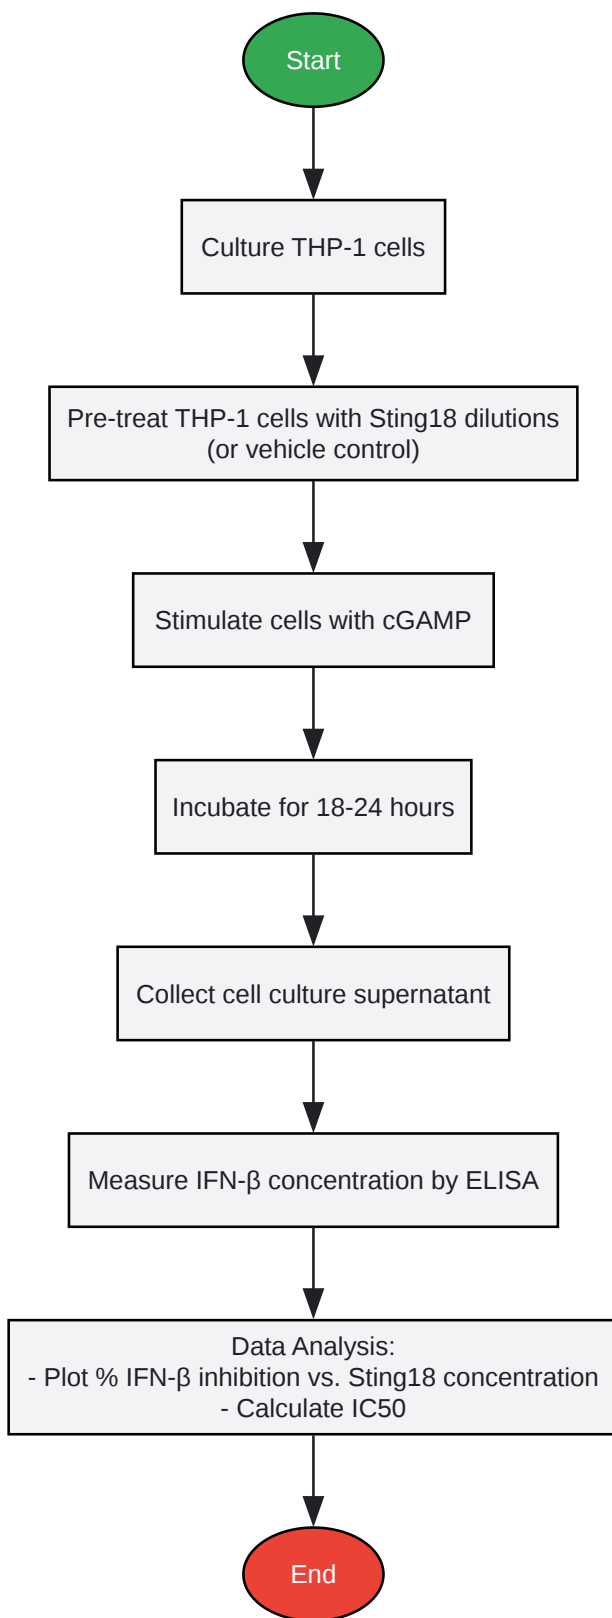 Start
Culture THP-1 cells
Pre-treat THP-1 cells with Sting18 dilutions
(or vehicle control)
Stimulate cells with cGAMP
Incubate for 18-24 hours
Collect cell culture supernatant
Measure IFN-β concentration by ELISA
Data Analysis:
- Plot % IFN-β inhibition vs. Sting18 concentration
- Calculate IC50
End